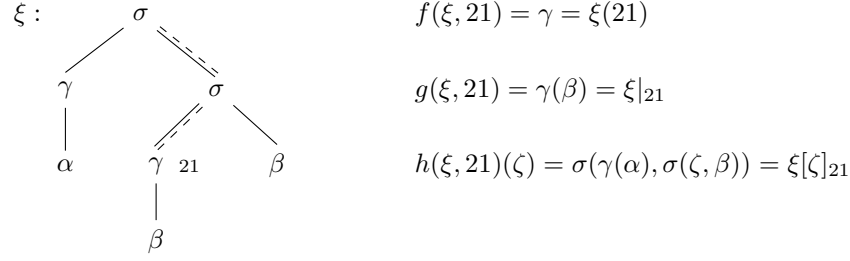 ξ : σ f(ξ, 21) = γ = ξ(21)
γ σ g(ξ, 21) = γ(β) = ξ|₂₁
α γ 21 β h(ξ, 21)(ζ) = σ(γ(α), σ(ζ, β)) = ξ[ζ]₂₁
β